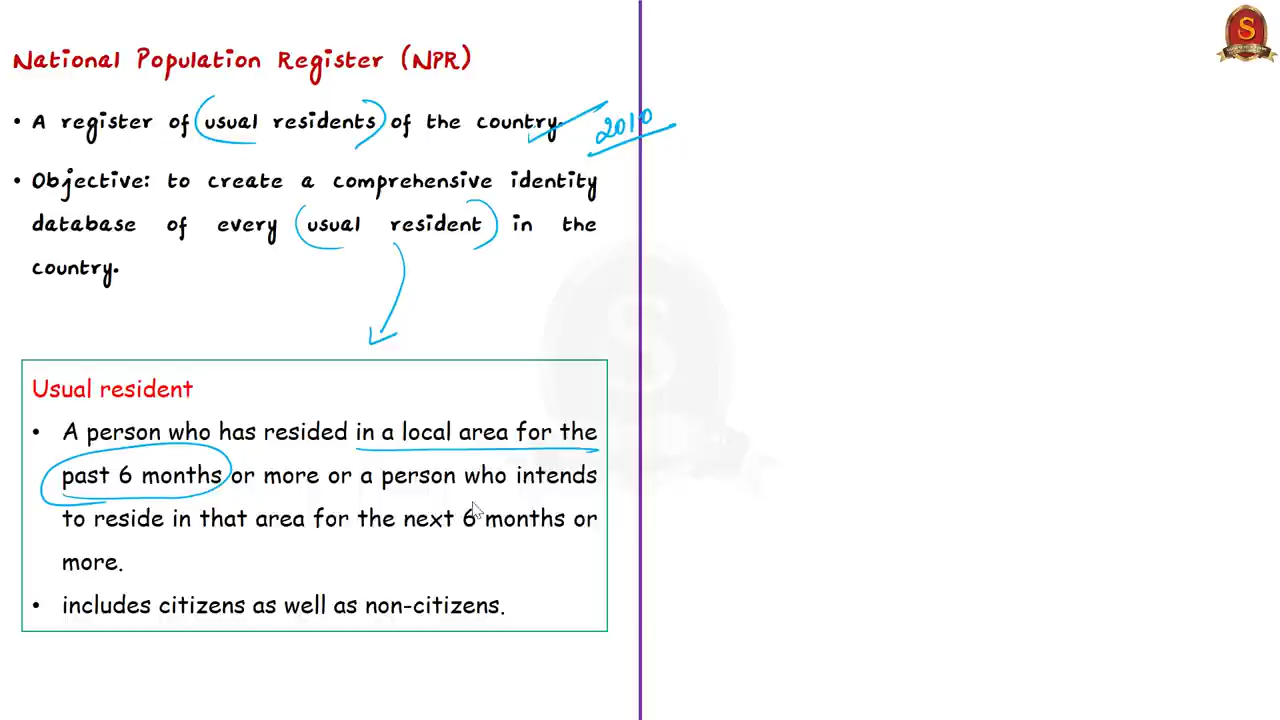 National Population Register (NPR)
• A register of usual residents of the country.
2010
• Objective: to create a comprehensive identity
database of every usual resident in the
country.
Usual resident
• A person who has resided in a local area for the
past 6 months or more or a person who intends
to reside in that area for the next 6 months or
more.
• includes citizens as well as non-citizens.
S
S